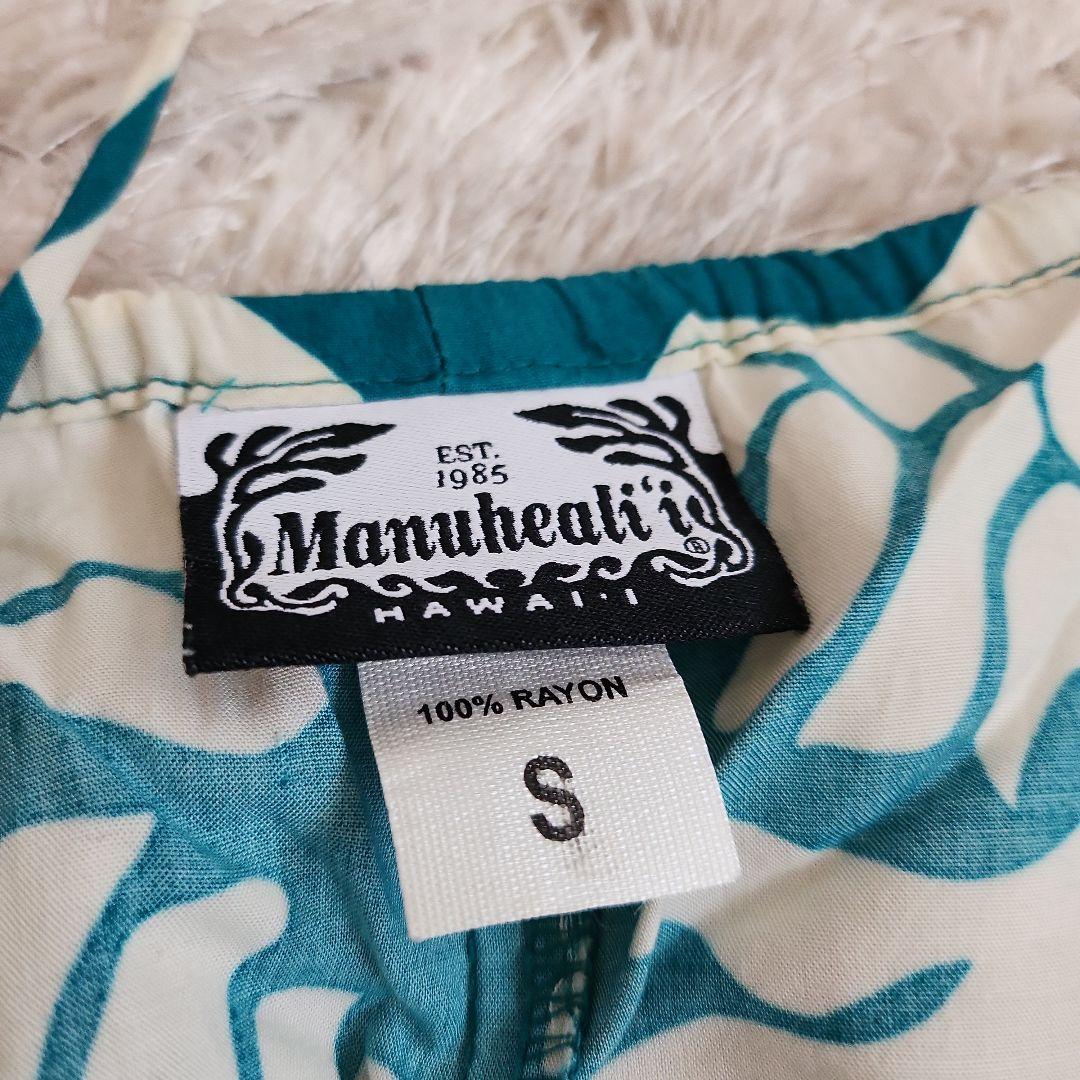 EST.
1985
Manuheali‘i®
HAWAI‘I
100% RAYON
S